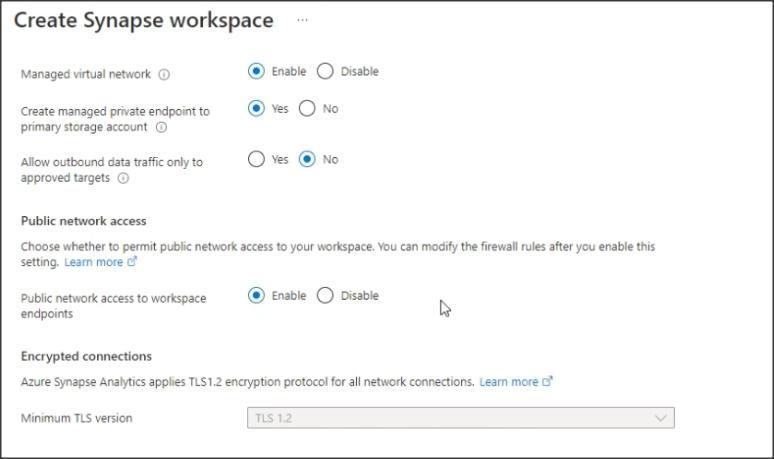 Create Synapse workspace ...
Managed virtual network
Enable Disable
Create managed private endpoint to
primary storage account
Yes No
Allow outbound data traffic only to
approved targets
Yes No
Public network access
Choose whether to permit public network access to your workspace. You can modify the firewall rules after you enable this
setting. Learn more
Public network access to workspace
endpoints
Enable Disable
Encrypted connections
Azure Synapse Analytics applies TLS1.2 encryption protocol for all network connections. Learn more
Minimum TLS version
TLS 1.2